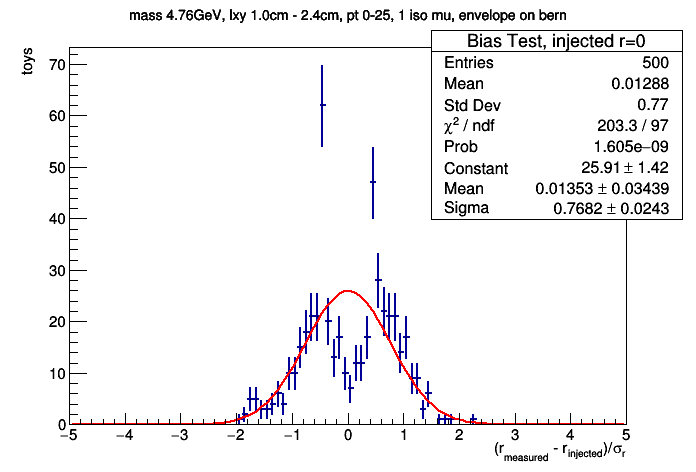 mass 4.76GeV, lxy 1.0cm - 2.4cm, pt 0-25, 1 iso mu, envelope on bern
Bias Test, injected r=0
Entries 500
Mean 0.01288
Std Dev 0.77
χ² / ndf 203.3 / 97
Prob 1.605e−09
Constant 25.91 ± 1.42
Mean 0.01353 ± 0.03439
Sigma 0.7682 ± 0.0243
toys
70
60
50
40
30
20
10
0
−5 −4 −3 −2 −1 0 1 2 3 4 5
(r_measured - r_injected)/σ_r